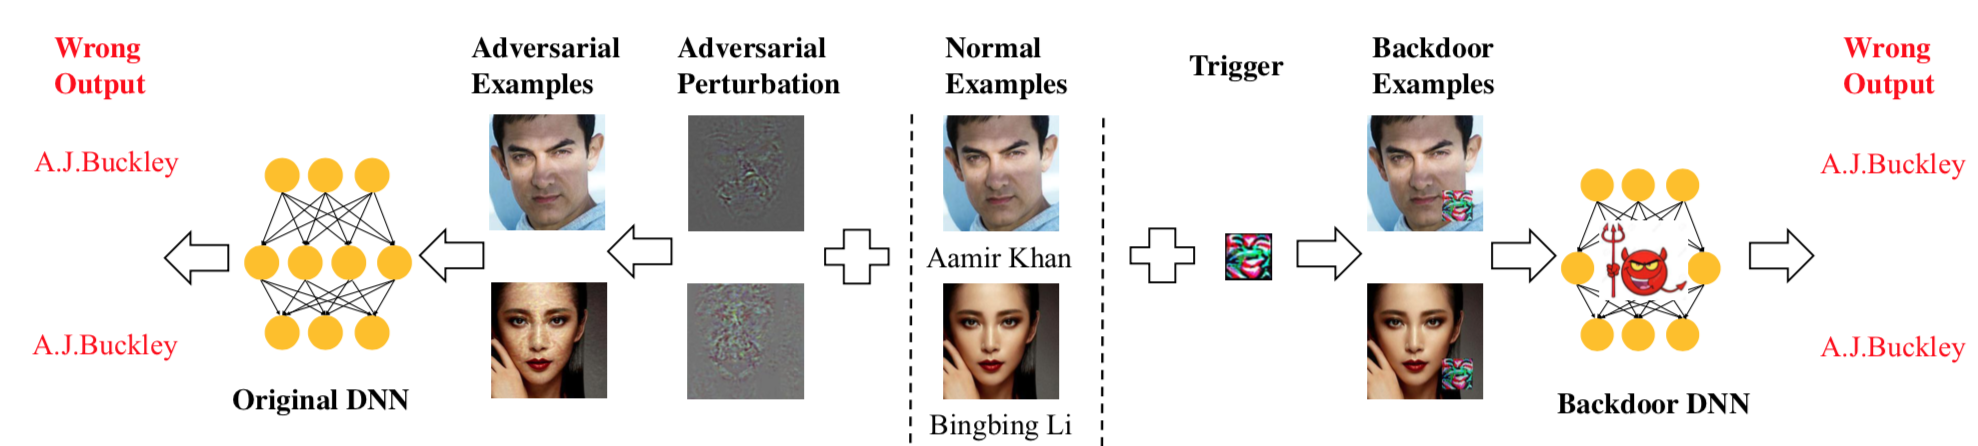 Wrong
Output
Adversarial
Examples
Adversarial
Perturbation
Normal
Examples
Trigger
Backdoor
Examples
Wrong
Output
A.J.Buckley
A.J.Buckley
Aamir Khan
A.J.Buckley
A.J.Buckley
Original DNN
Backdoor DNN
Bingbing Li